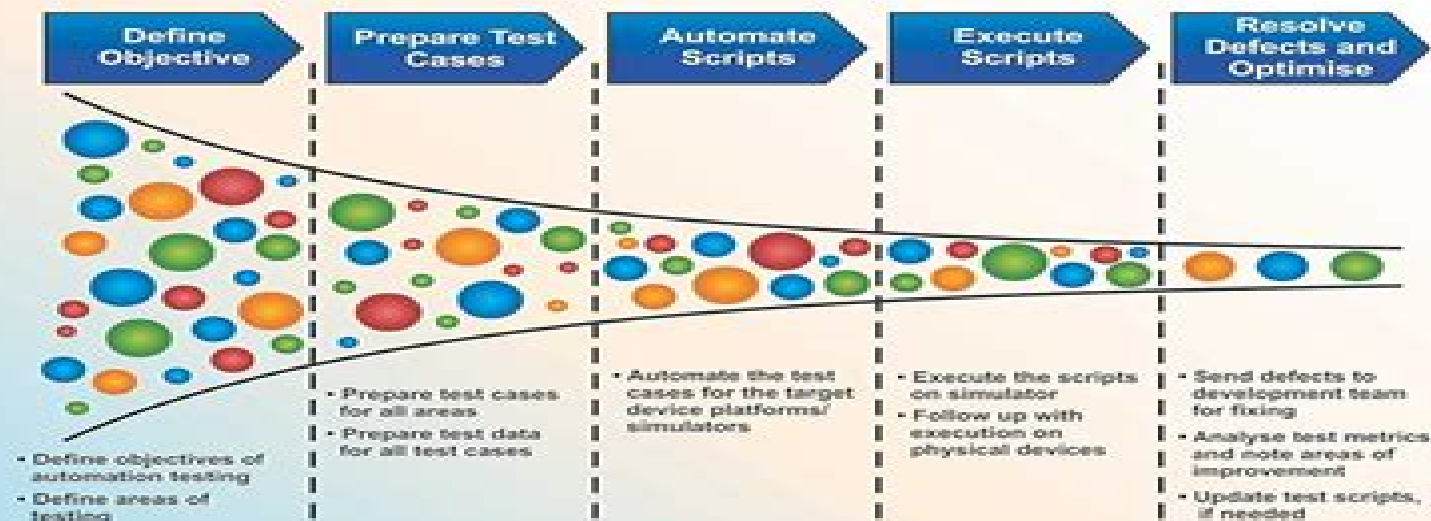 Define
Objective
Prepare Test
Cases
Automate
Scripts
Execute
Scripts
Resolve
Defects and
Optimise
• Define objectives of
automation testing
• Define areas of
testing
• Prepare test cases
for all areas
• Prepare test data
for all test cases
• Automate the test
cases for the target
device platforms/
simulators
• Execute the scripts
on simulator
• Follow up with
execution on
physical devices
• Send defects to
development team
for fixing
• Analyse test metrics
and note areas of
improvement
• Update test scripts,
if needed